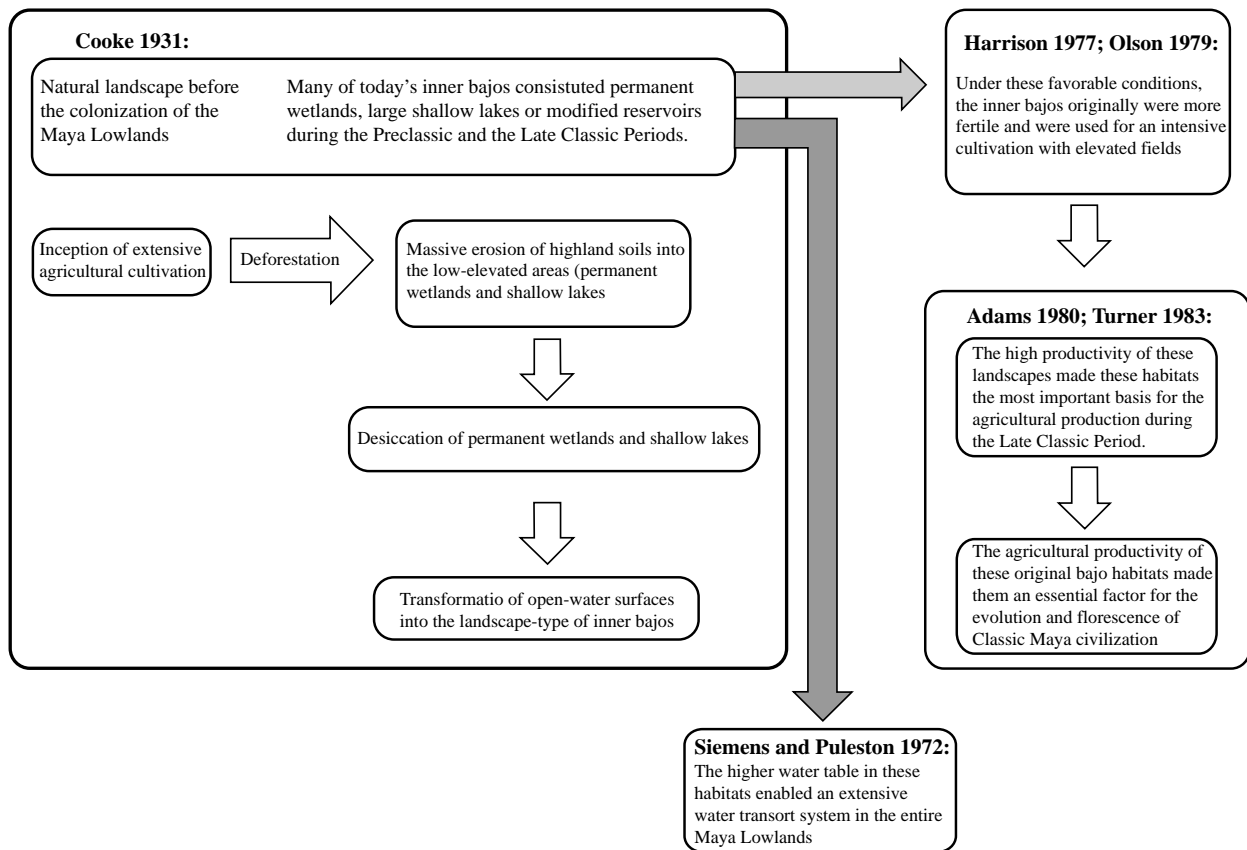 Cooke 1931:
Natural landscape before
the colonization of the
Maya Lowlands
Many of today's inner bajos consistuted permanent
wetlands, large shallow lakes or modified reservoirs
during the Preclassic and the Late Classic Periods.
Inception of extensive
agricultural cultivation
Deforestation
Massive erosion of highland soils into
the low-elevated areas (permanent
wetlands and shallow lakes
Desiccation of permanent wetlands and shallow lakes
Transformatio of open-water surfaces
into the landscape-type of inner bajos
Harrison 1977; Olson 1979:
Under these favorable conditions,
the inner bajos originally were more
fertile and were used for an intensive
cultivation with elevated fields
Adams 1980; Turner 1983:
The high productivity of these
landscapes made these habitats
the most important basis for the
agricultural production during
the Late Classic Period.
The agricultural productivity of
these original bajo habitats made
them an essential factor for the
evolution and florescence of
Classic Maya civilization
Siemens and Puleston 1972:
The higher water table in these
habitats enabled an extensive
water transort system in the entire
Maya Lowlands